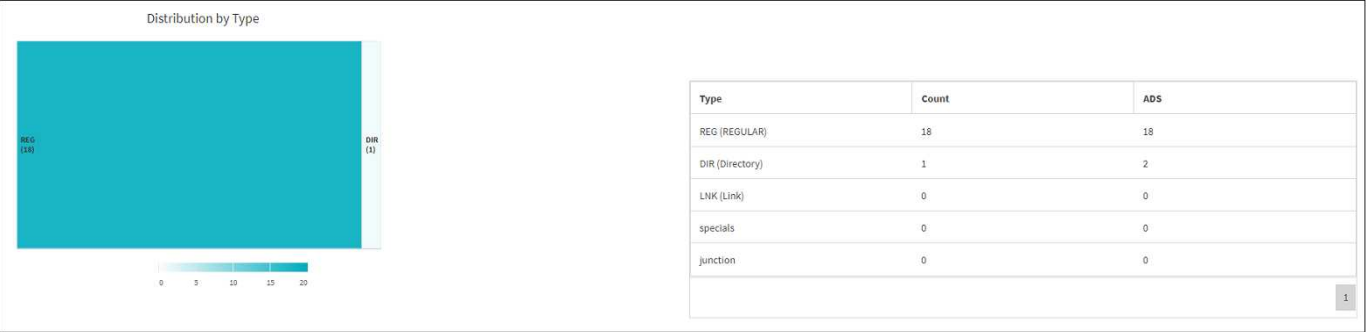 Distribution by Type
REG
(18)
DIR
(1)
0 5 10 15 20
Type Count ADS
REG (REGULAR) 18 18
DIR (Directory) 1 2
LNK (Link) 0 0
specials 0 0
junction 0 0
1